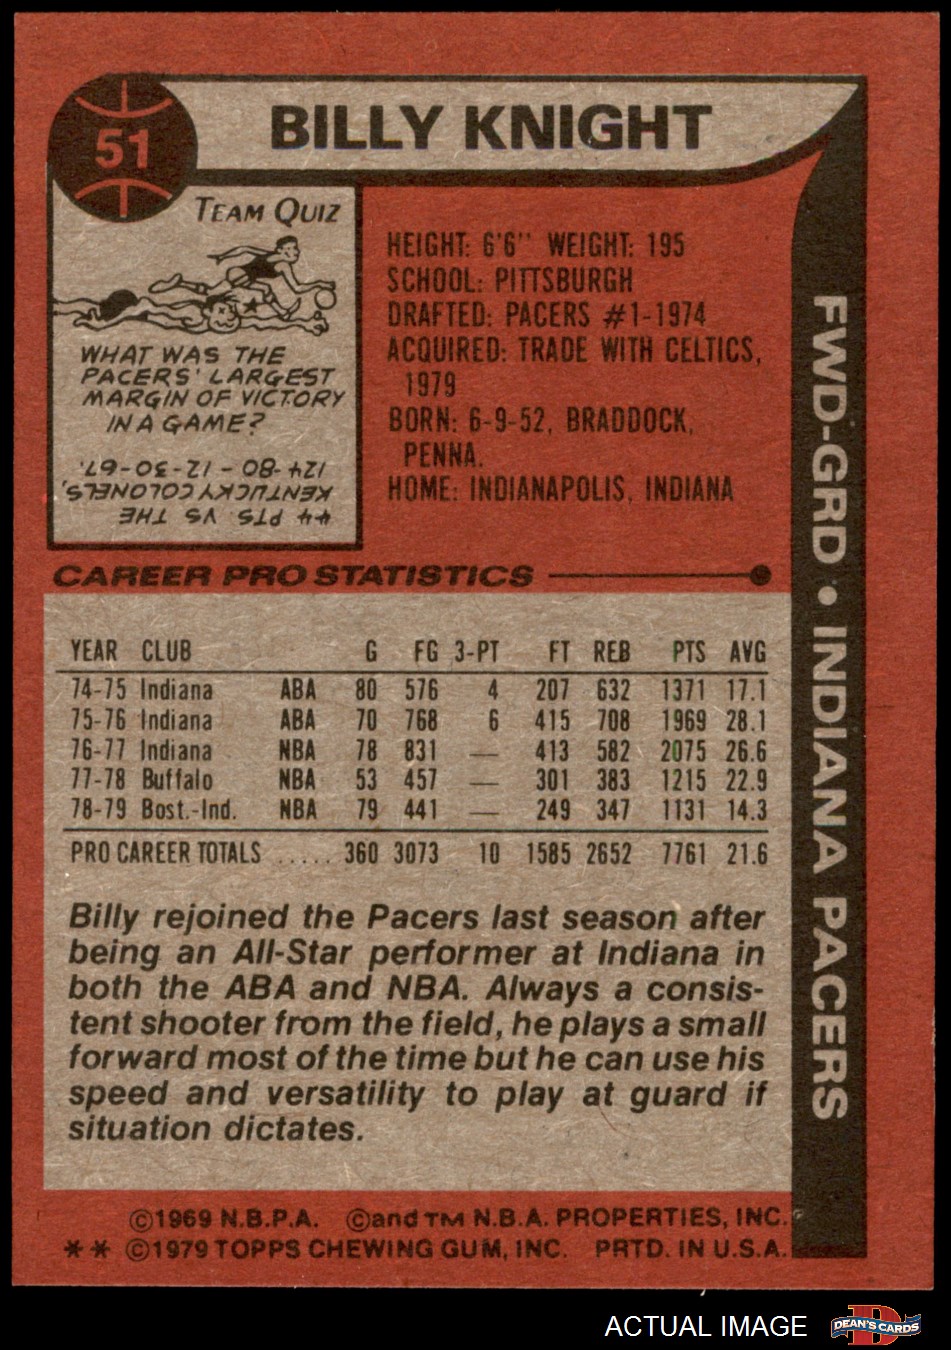 51
BILLY KNIGHT
TEAM QUIZ
WHAT WAS THE
PACERS' LARGEST
MARGIN OF VICTORY
IN A GAME?
44 PTS. VS. THE
KENTUCKY COLONELS,
124-80 - 12-30-67.
HEIGHT: 6'6" WEIGHT: 195
SCHOOL: PITTSBURGH
DRAFTED: PACERS #1-1974
ACQUIRED: TRADE WITH CELTICS,
1979
BORN: 6-9-52, BRADDOCK,
PENNA.
HOME: INDIANAPOLIS, INDIANA
FWD-GRD • INDIANA PACERS
CAREER PRO STATISTICS
YEAR CLUB G FG 3-PT FT REB PTS AVG
74-75 Indiana ABA 80 576 4 207 632 1371 17.1
75-76 Indiana ABA 70 768 6 415 708 1969 28.1
76-77 Indiana NBA 78 831 — 413 582 2075 26.6
77-78 Buffalo NBA 53 457 — 301 383 1215 22.9
78-79 Bost.-Ind. NBA 79 441 — 249 347 1131 14.3
PRO CAREER TOTALS ..... 360 3073 10 1585 2652 7761 21.6
Billy rejoined the Pacers last season after
being an All-Star performer at Indiana in
both the ABA and NBA. Always a consis-
tent shooter from the field, he plays a small
forward most of the time but he can use his
speed and versatility to play at guard if
situation dictates.
©1969 N.B.P.A. ©and TM N.B.A. PROPERTIES, INC.
** ©1979 TOPPS CHEWING GUM, INC. PRTD. IN U.S.A.
ACTUAL IMAGE
D
DEAN'S CARDS